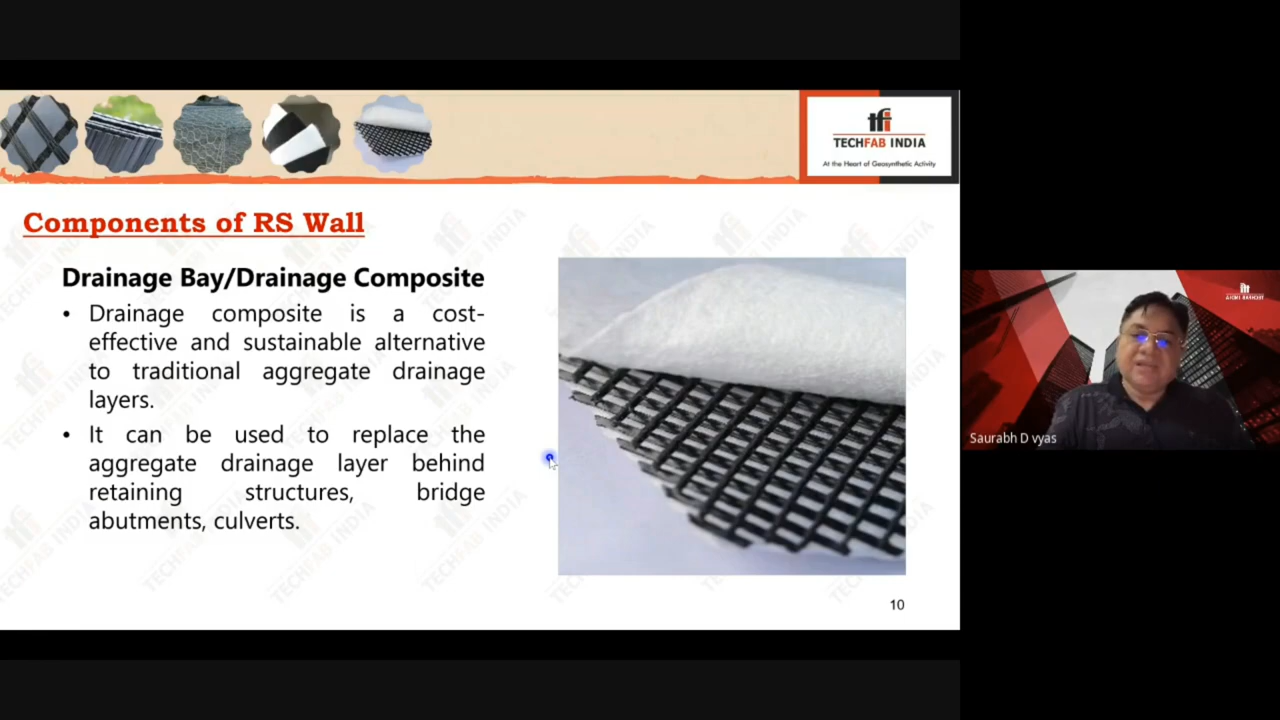 tfi
TECHFAB INDIA
At the Heart of Geosynthetic Activity
Components of RS Wall
Drainage Bay/Drainage Composite
• Drainage composite is a cost-
effective and sustainable alternative
to traditional aggregate drainage
layers.
• It can be used to replace the
aggregate drainage layer behind
retaining structures, bridge
abutments, culverts.
10
Saurabh D vyas